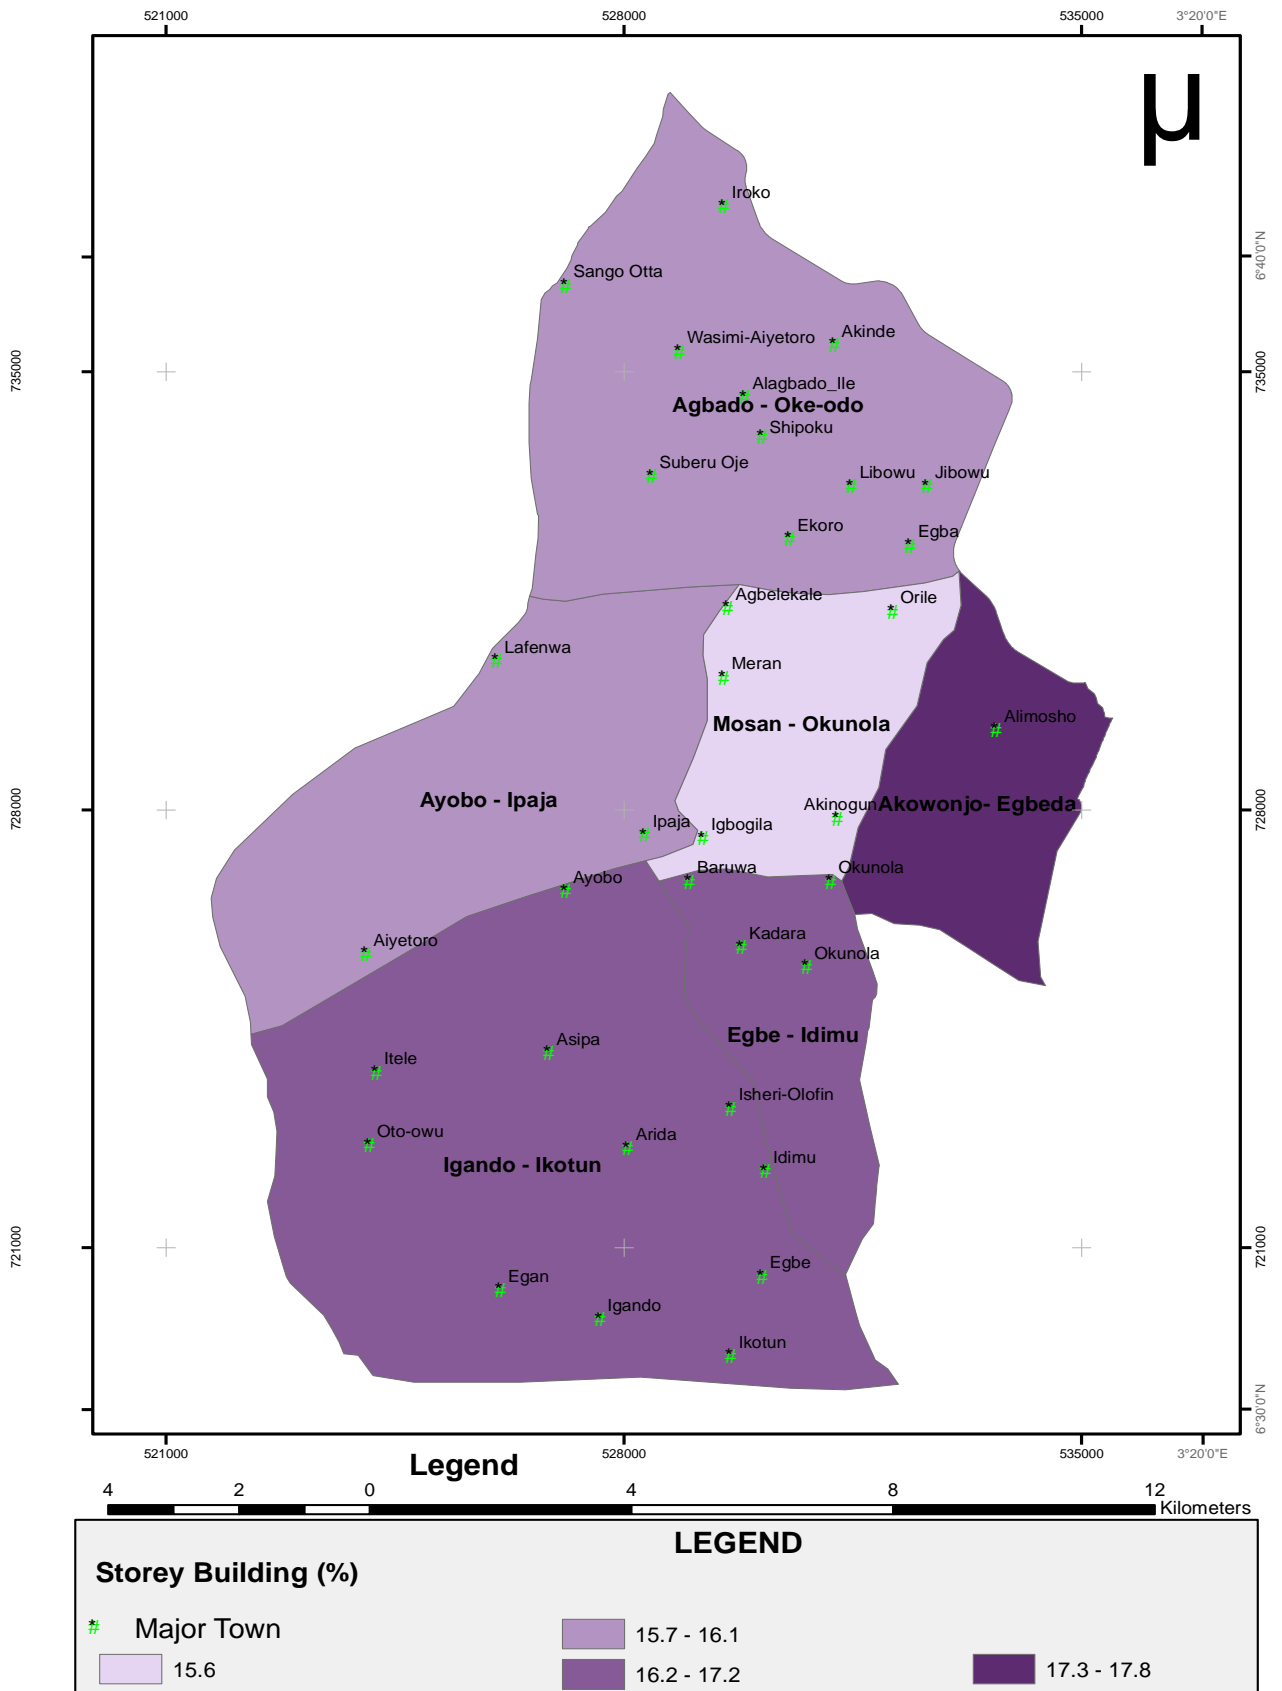 521000 528000 535000 3°20'0"E
µ
Iroko
6°40'0"N
Sango Otta
Wasimi-Aiyetoro
Akinde
735000
735000
Alagbado_Ile
Agbado - Oke-odo
Shipoku
Suberu Oje
Libowu
Jibowu
Ekoro
Egba
Agbelekale
Orile
Lafenwa
Meran
Alimosho
Mosan - Okunola
Ayobo - Ipaja
Akinogun
Akowonjo- Egbeda
728000
728000
Ipaja
Igbogila
Baruwa
Okunola
Ayobo
Kadara
Aiyetoro
Okunola
Egbe - Idimu
Asipa
Itele
Isheri-Olofin
Oto-owu
Arida
Idimu
Igando - Ikotun
721000
721000
Egbe
Egan
Igando
Ikotun
6°30'0"N
521000 528000 535000 3°20'0"E
Legend
4 2 0 4 8 12
Kilometers
LEGEND
Storey Building (%)
Major Town
15.6
15.7 - 16.1
16.2 - 17.2
17.3 - 17.8